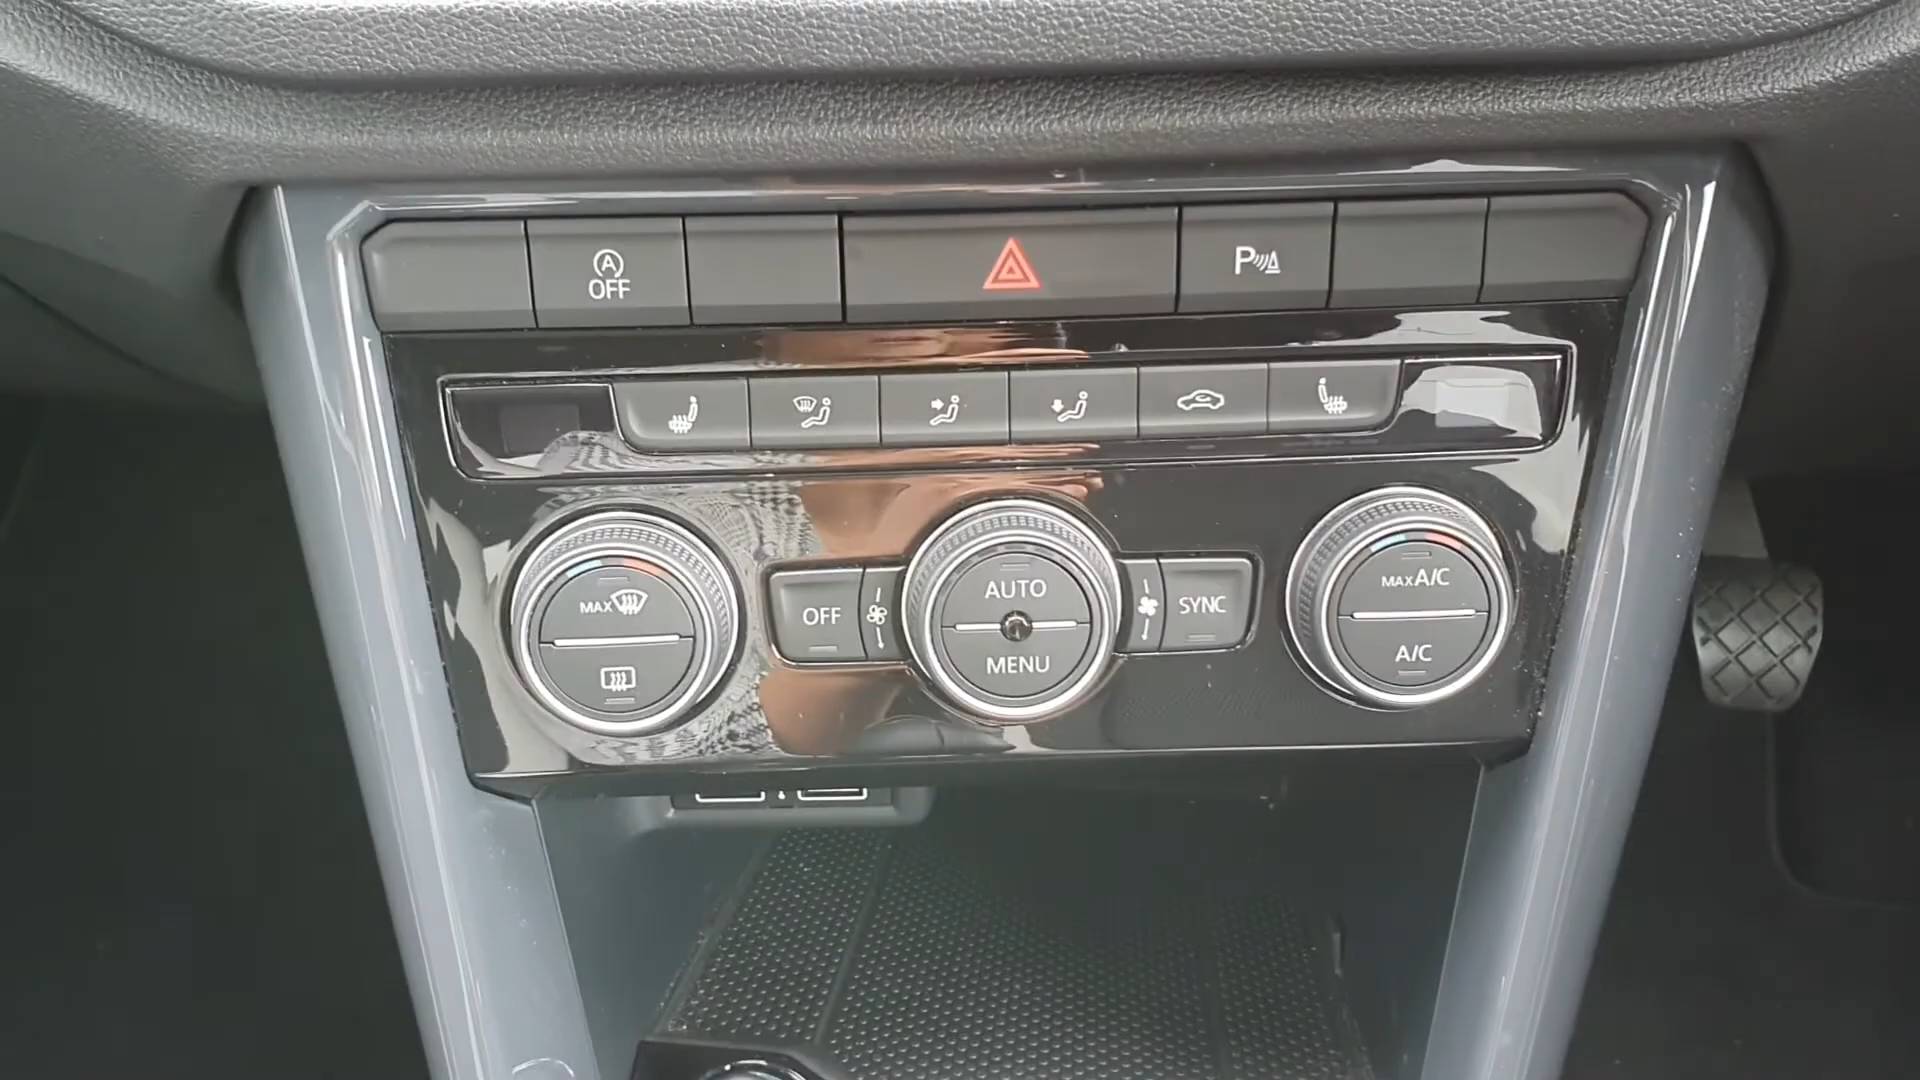 A
OFF
P
MAX
OFF
AUTO
MENU
SYNC
MAX A/C
A/C